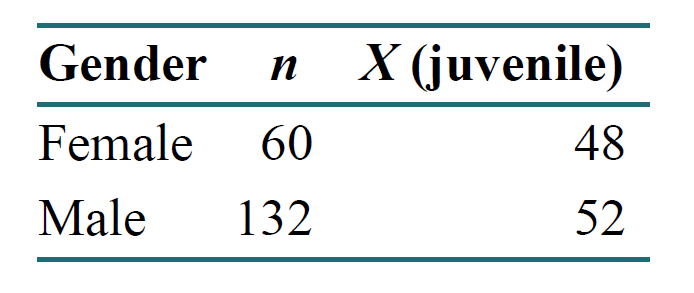 Gender n X (juvenile)
Female 60 48
Male 132 52